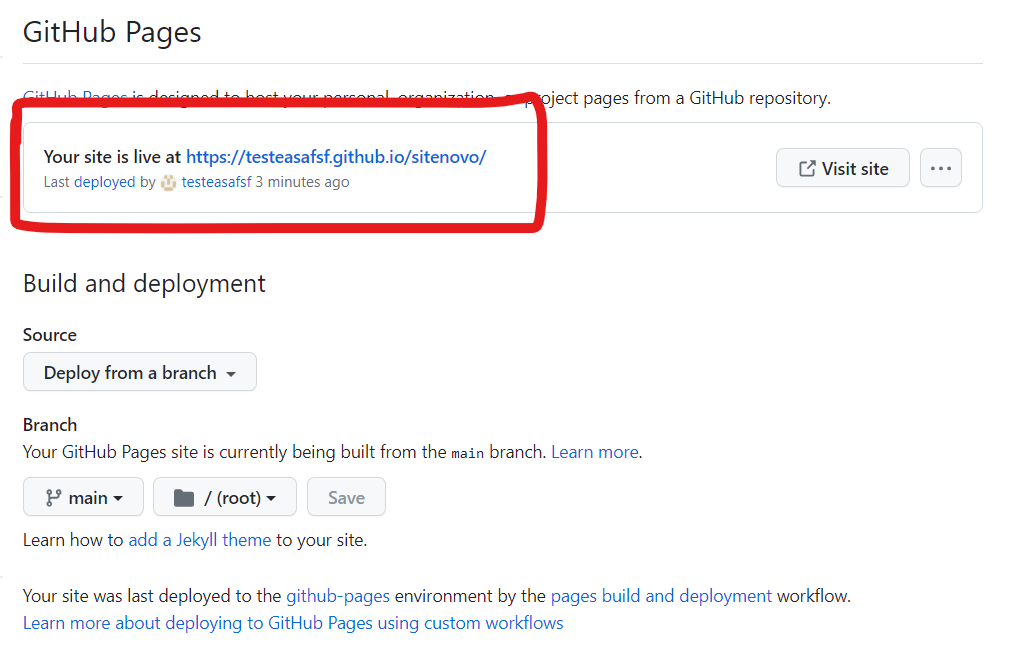 GitHub Pages
GitHub Pages is designed to host your personal, organization, or project pages from a GitHub repository.
Your site is live at https://testeasafsf.github.io/sitenovo/
Last deployed by testeasafsf 3 minutes ago
Visit site
Build and deployment
Source
Deploy from a branch
Branch
Your GitHub Pages site is currently being built from the main branch. Learn more.
main / (root) Save
Learn how to add a Jekyll theme to your site.
Your site was last deployed to the github-pages environment by the pages build and deployment workflow.
Learn more about deploying to GitHub Pages using custom workflows